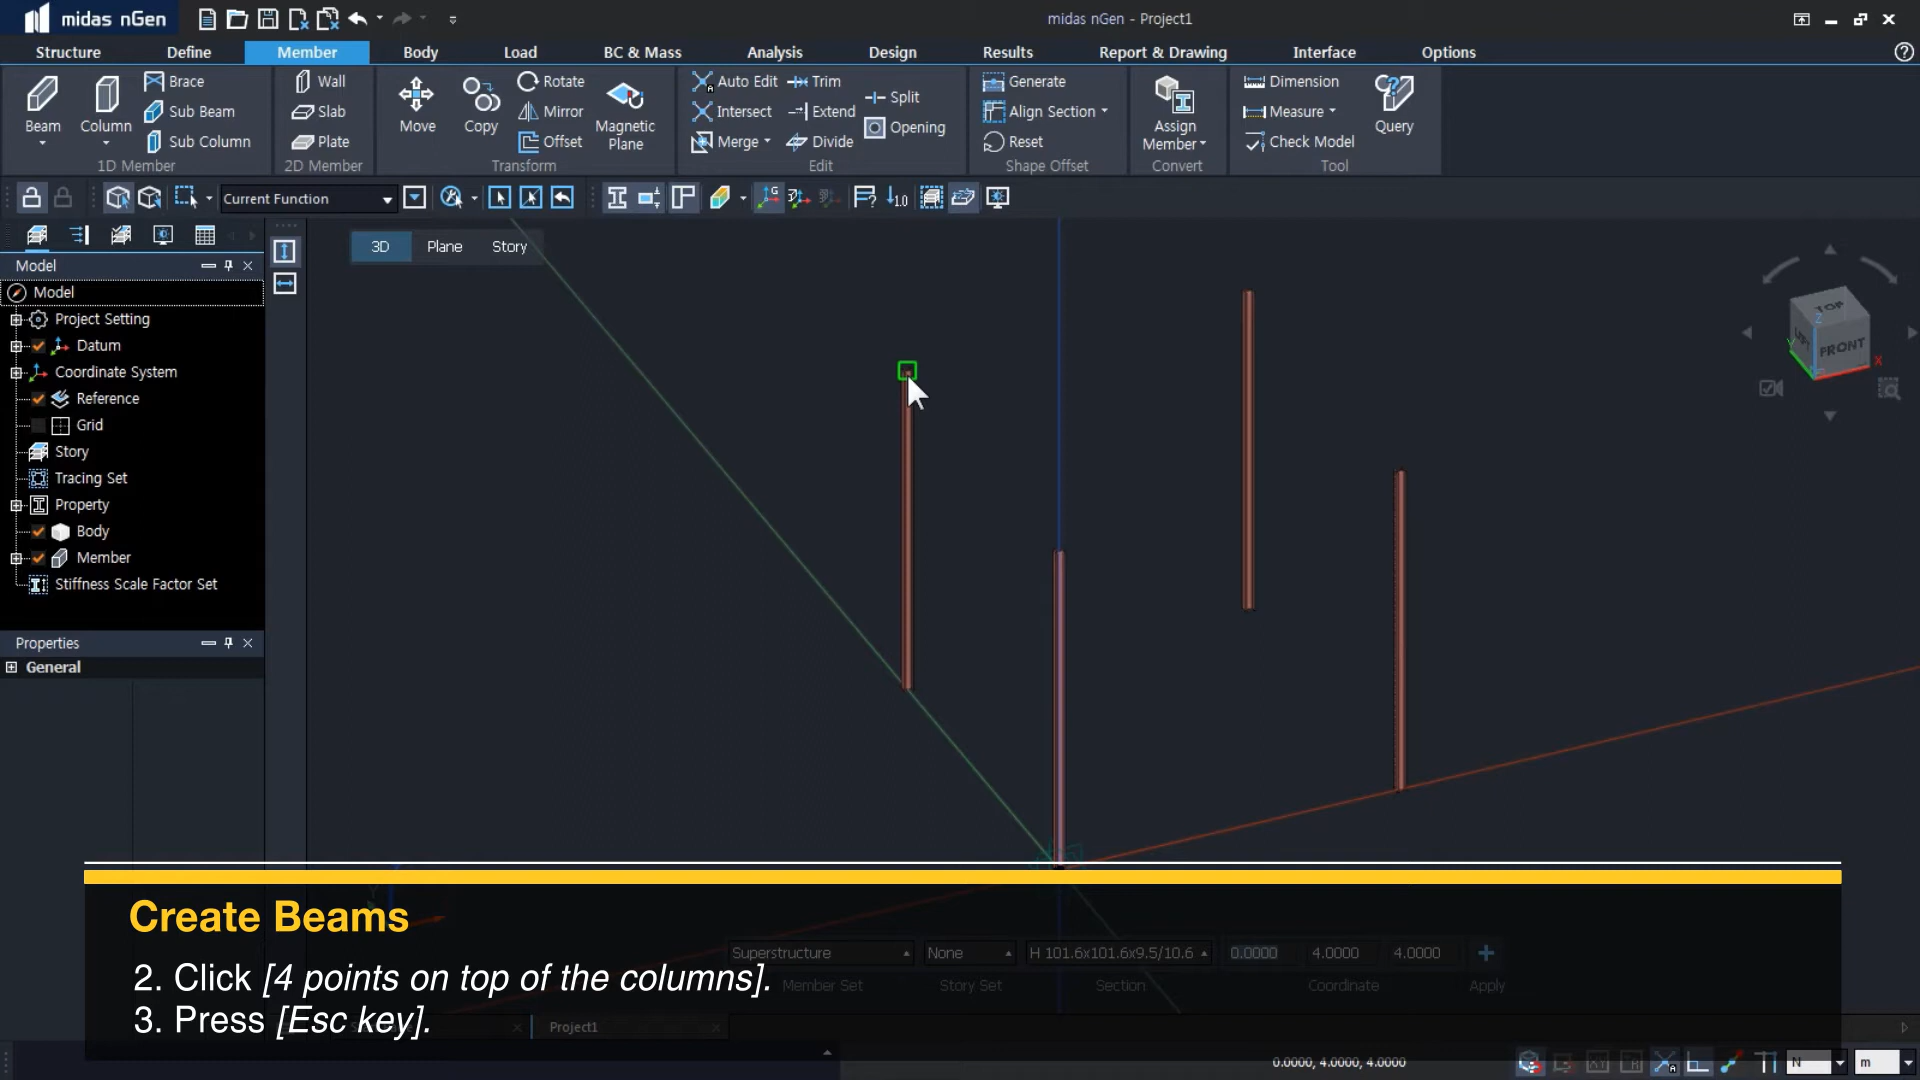 midas nGen
midas nGen - Project1
Structure Define Member Body Load BC & Mass Analysis Design Results Report & Drawing Interface Options
Beam Column Brace Sub Beam Sub Column
1D Member
Wall Slab Plate
2D Member
Move Copy Rotate Mirror Offset Magnetic Plane
Transform
Auto Edit Trim Intersect Extend Merge Divide Split Opening
Edit
Generate Align Section Reset
Shape Offset
Assign Member
Convert
Dimension Measure Check Model Query
Tool
Current Function
Model
3D Plane Story
Model
Project Setting
Datum
Coordinate System
Reference
Grid
Story
Tracing Set
Property
Body
Member
Stiffness Scale Factor Set
Properties
General
TOP
FRONT
LEFT
X
Y
Z
Create Beams
2. Click [4 points on top of the columns].
3. Press [Esc key].
Superstructure None H 101.6x101.6x9.5/10.6 0.0000 4.0000 4.0000
Member Set Story Set Section Coordinate Apply
Project1
0.0000, 4.0000, 4.0000
N m